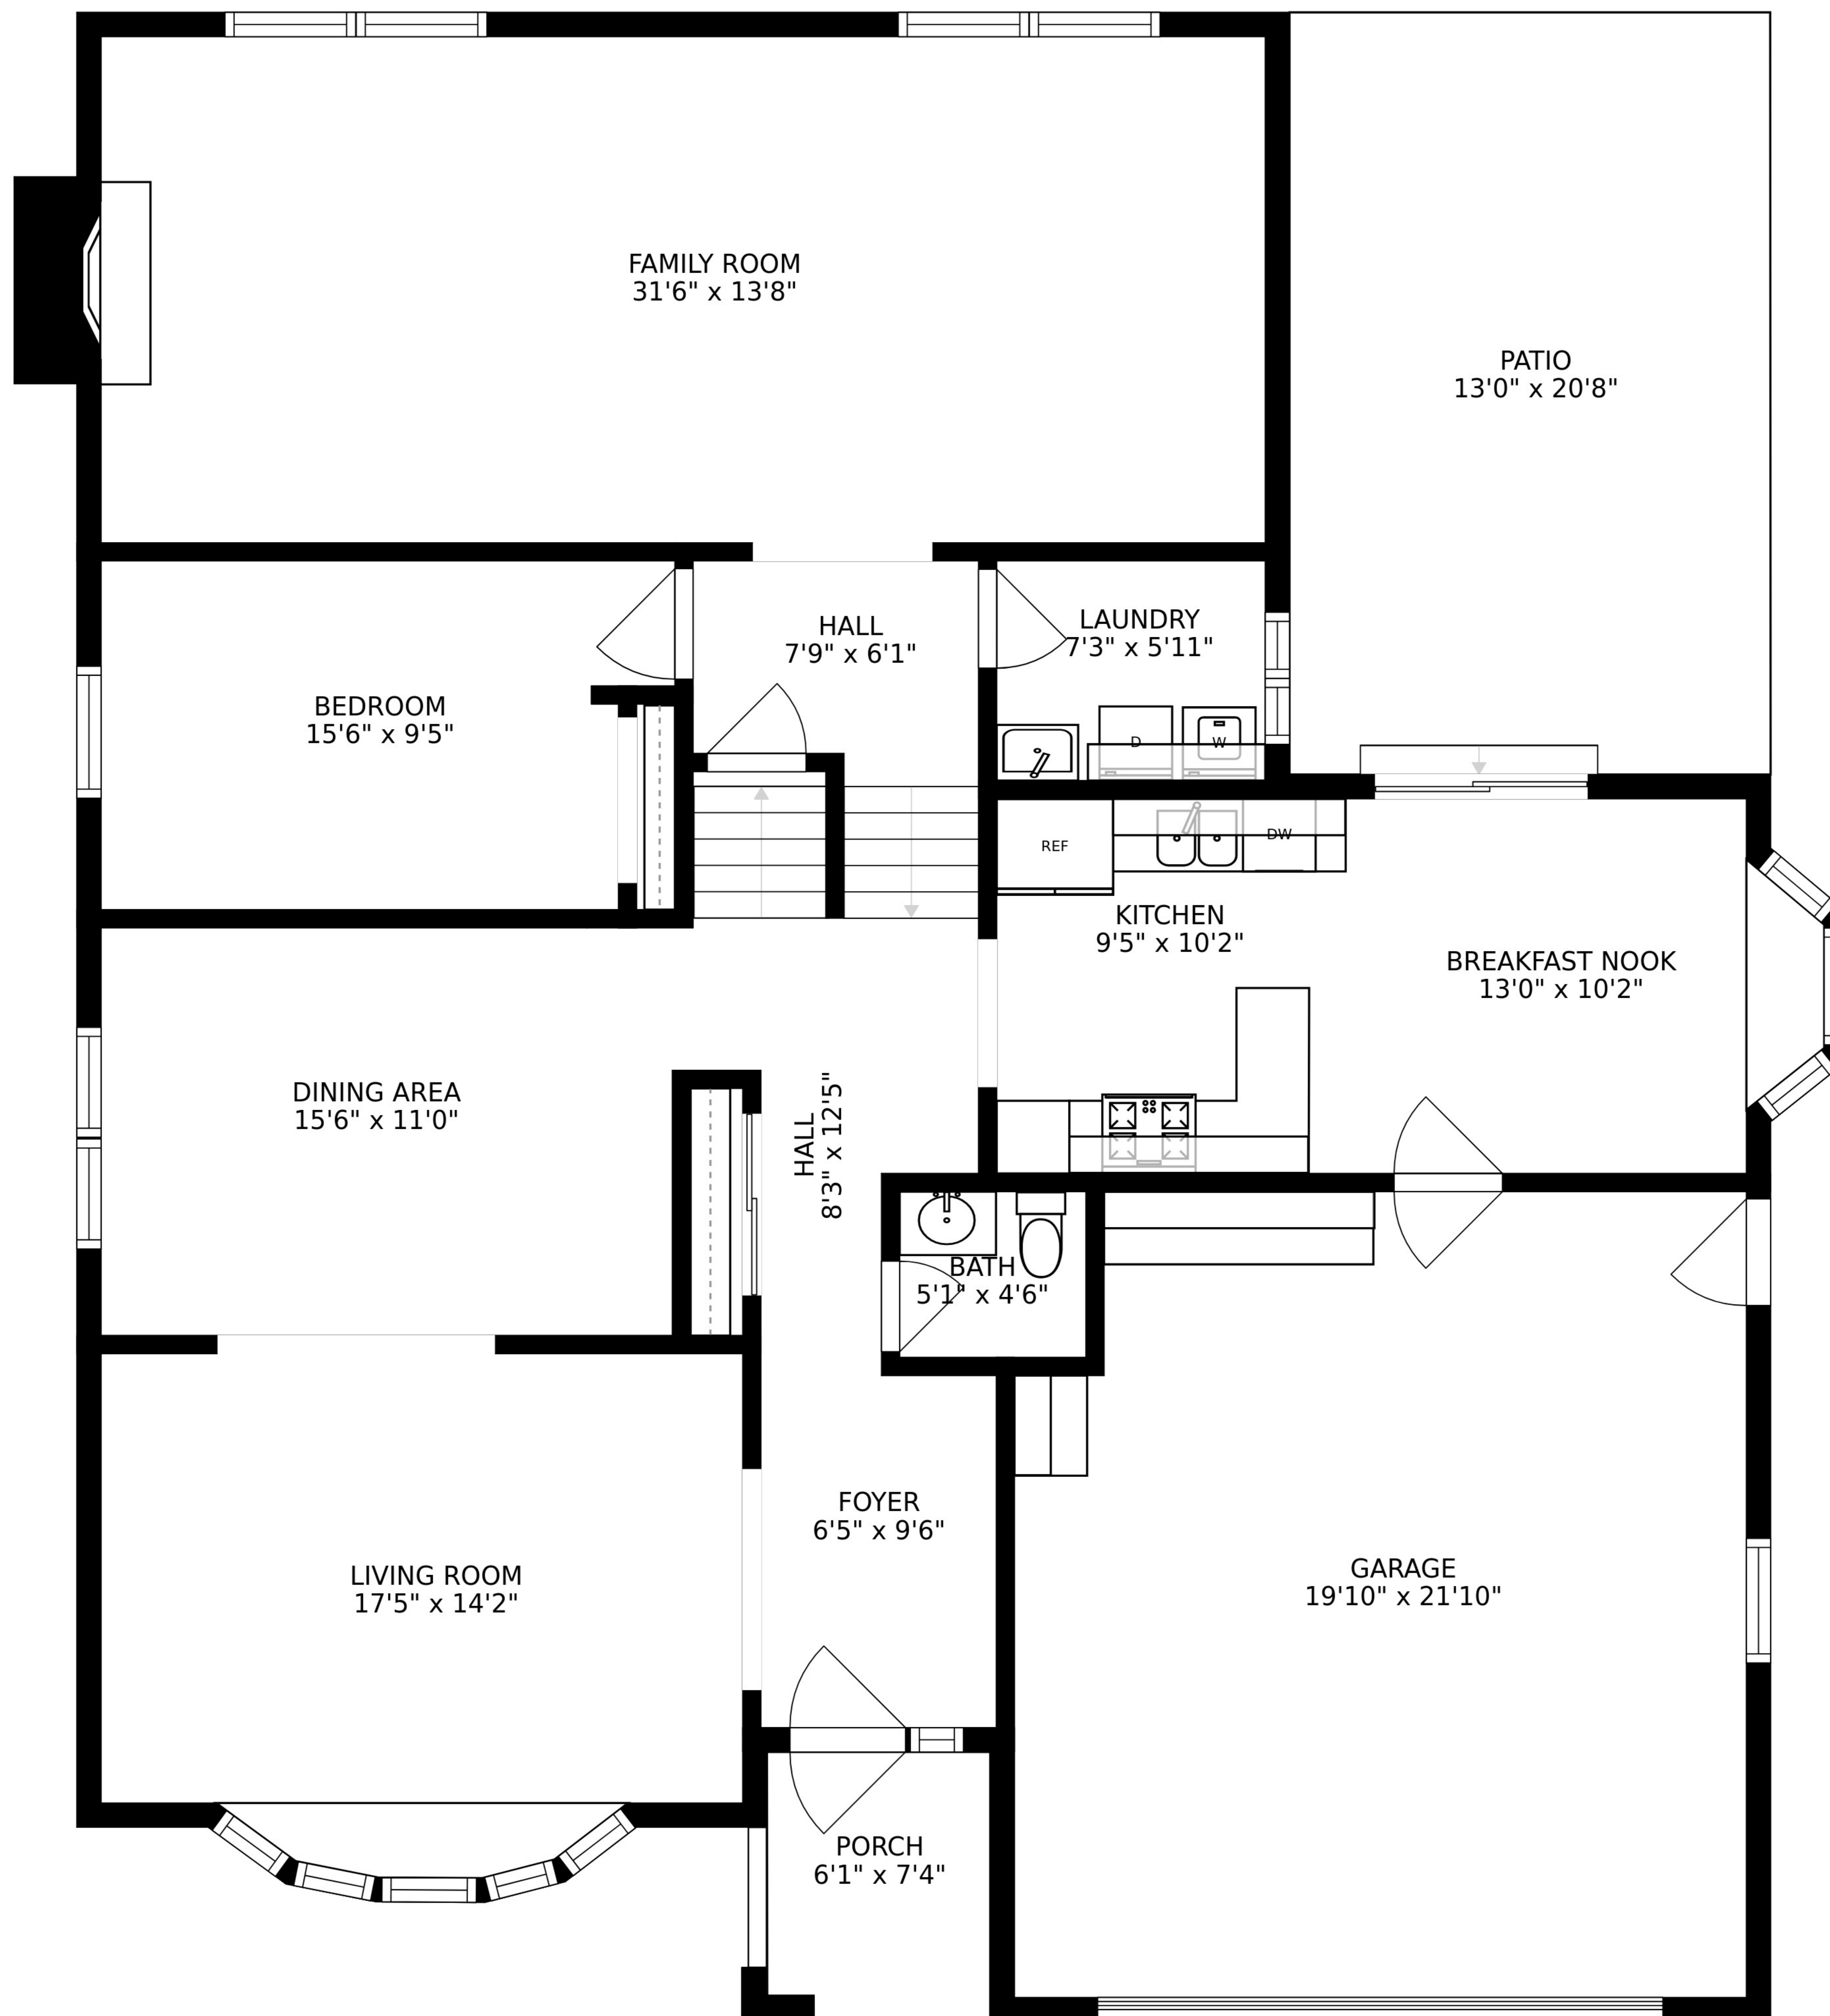 FAMILY ROOM
31'6" x 13'8"
PATIO
13'0" x 20'8"
HALL
7'9" x 6'1"
LAUNDRY
7'3" x 5'11"
BEDROOM
15'6" x 9'5"
D
W
REF
DW
KITCHEN
9'5" x 10'2"
BREAKFAST NOOK
13'0" x 10'2"
DINING AREA
15'6" x 11'0"
HALL
8'3" x 12'5"
BATH
5'1" x 4'6"
FOYER
6'5" x 9'6"
LIVING ROOM
17'5" x 14'2"
GARAGE
19'10" x 21'10"
PORCH
6'1" x 7'4"